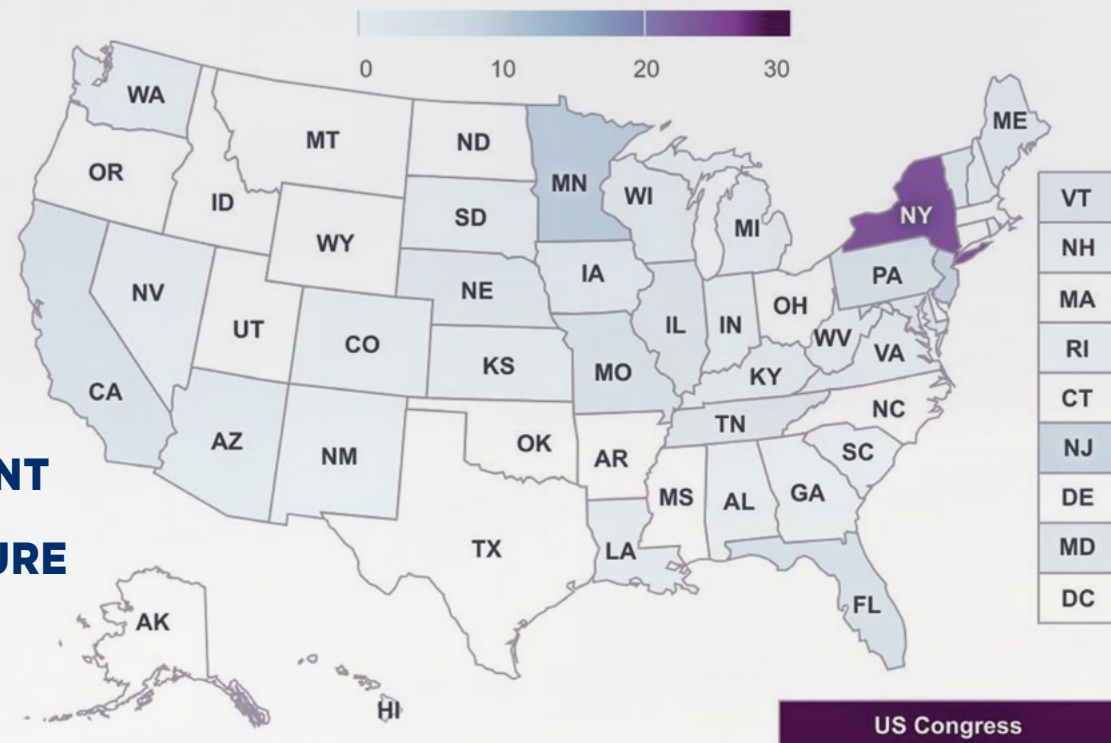 0 10 20 30
WA
ME
MT
ND
MN
OR
ID
WI
SD
MI
NY
VT
WY
NH
IA
PA
NV
NE
MA
UT
OH
IL
IN
CO
WV
RI
VA
KS
MO
KY
CA
CT
NC
TN
AZ
NM
OK
SC
NJ
AR
NT
MS
AL
GA
DE
TX
LA
MD
URE
DC
FL
AK
HI
US Congress